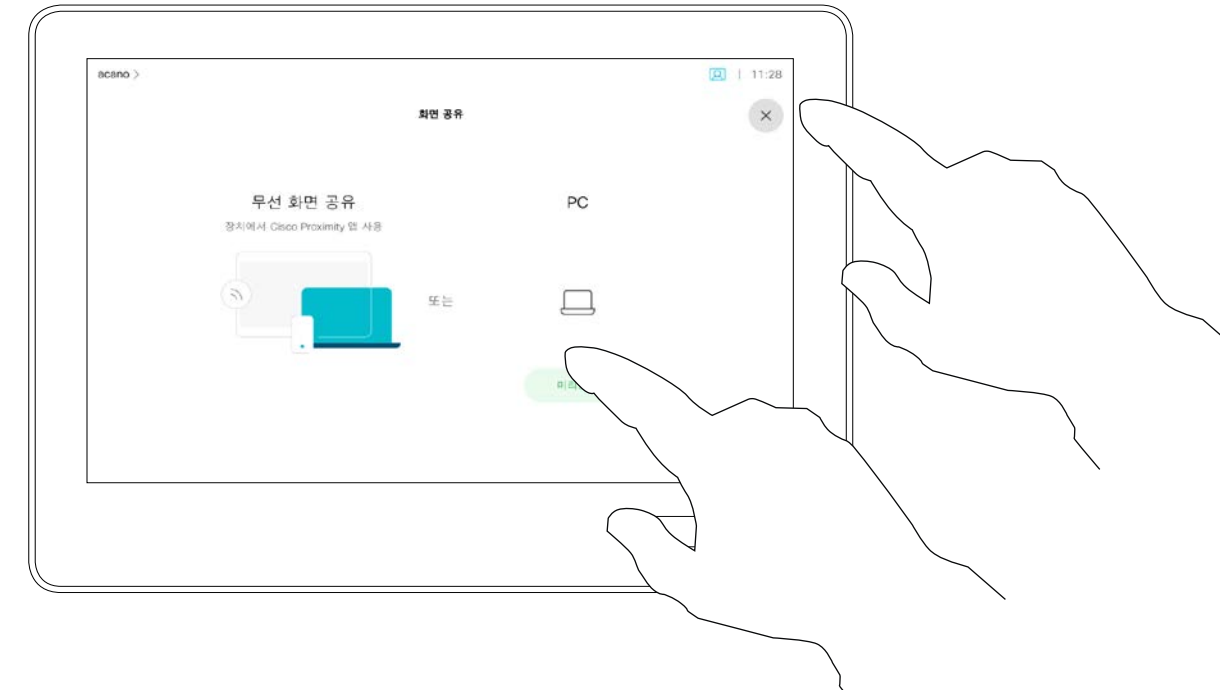 acano >
11:28
화면 공유
무선 화면 공유
장치에서 Cisco Proximity 앱 사용
또는
PC